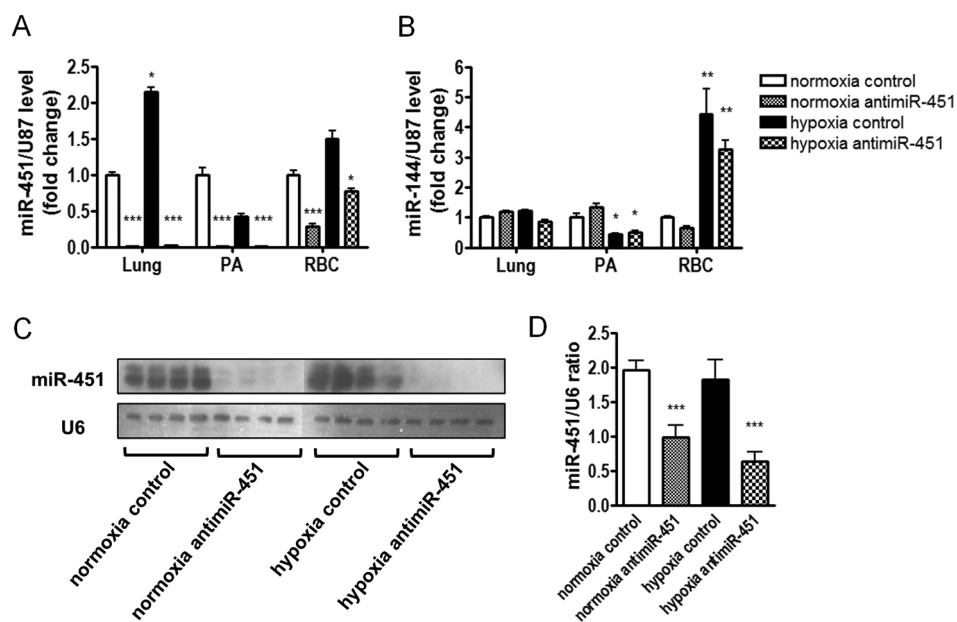 A
miR-451/U87 level
(fold change)
2.5
2.0
1.5
1.0
0.5
0.0
*
***
***
***
***
***
*
Lung
PA
RBC
B
miR-144/U87 level
(fold change)
6
5
4
3
2
1
0
*
*
**
**
Lung
PA
RBC
normoxia control
normoxia antimiR-451
hypoxia control
hypoxia antimiR-451
C
miR-451
U6
normoxia control
normoxia antimiR-451
hypoxia control
hypoxia antimiR-451
D
miR-451/U6 ratio
2.5
2.0
1.5
1.0
0.5
0.0
***
***
normoxia control
normoxia antimiR-451
hypoxia control
hypoxia antimiR-451